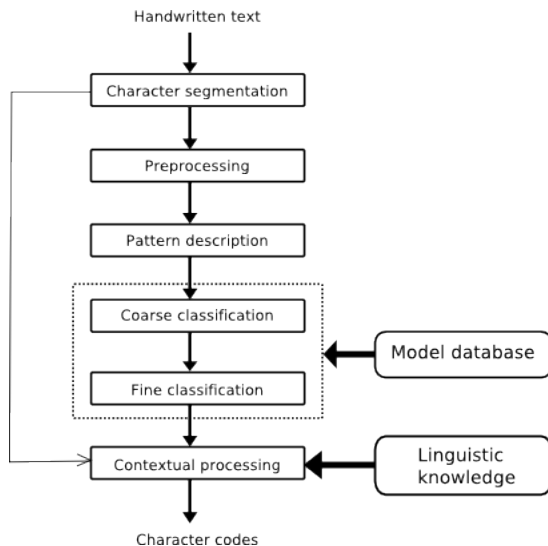 Handwritten text
Character segmentation
Preprocessing
Pattern description
Coarse classification
Model database
Fine classification
Contextual processing
Linguistic
knowledge
Character codes